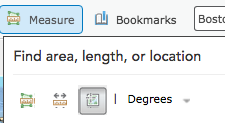 Measure Bookmarks Bosto
Find area, length, or location
Degrees